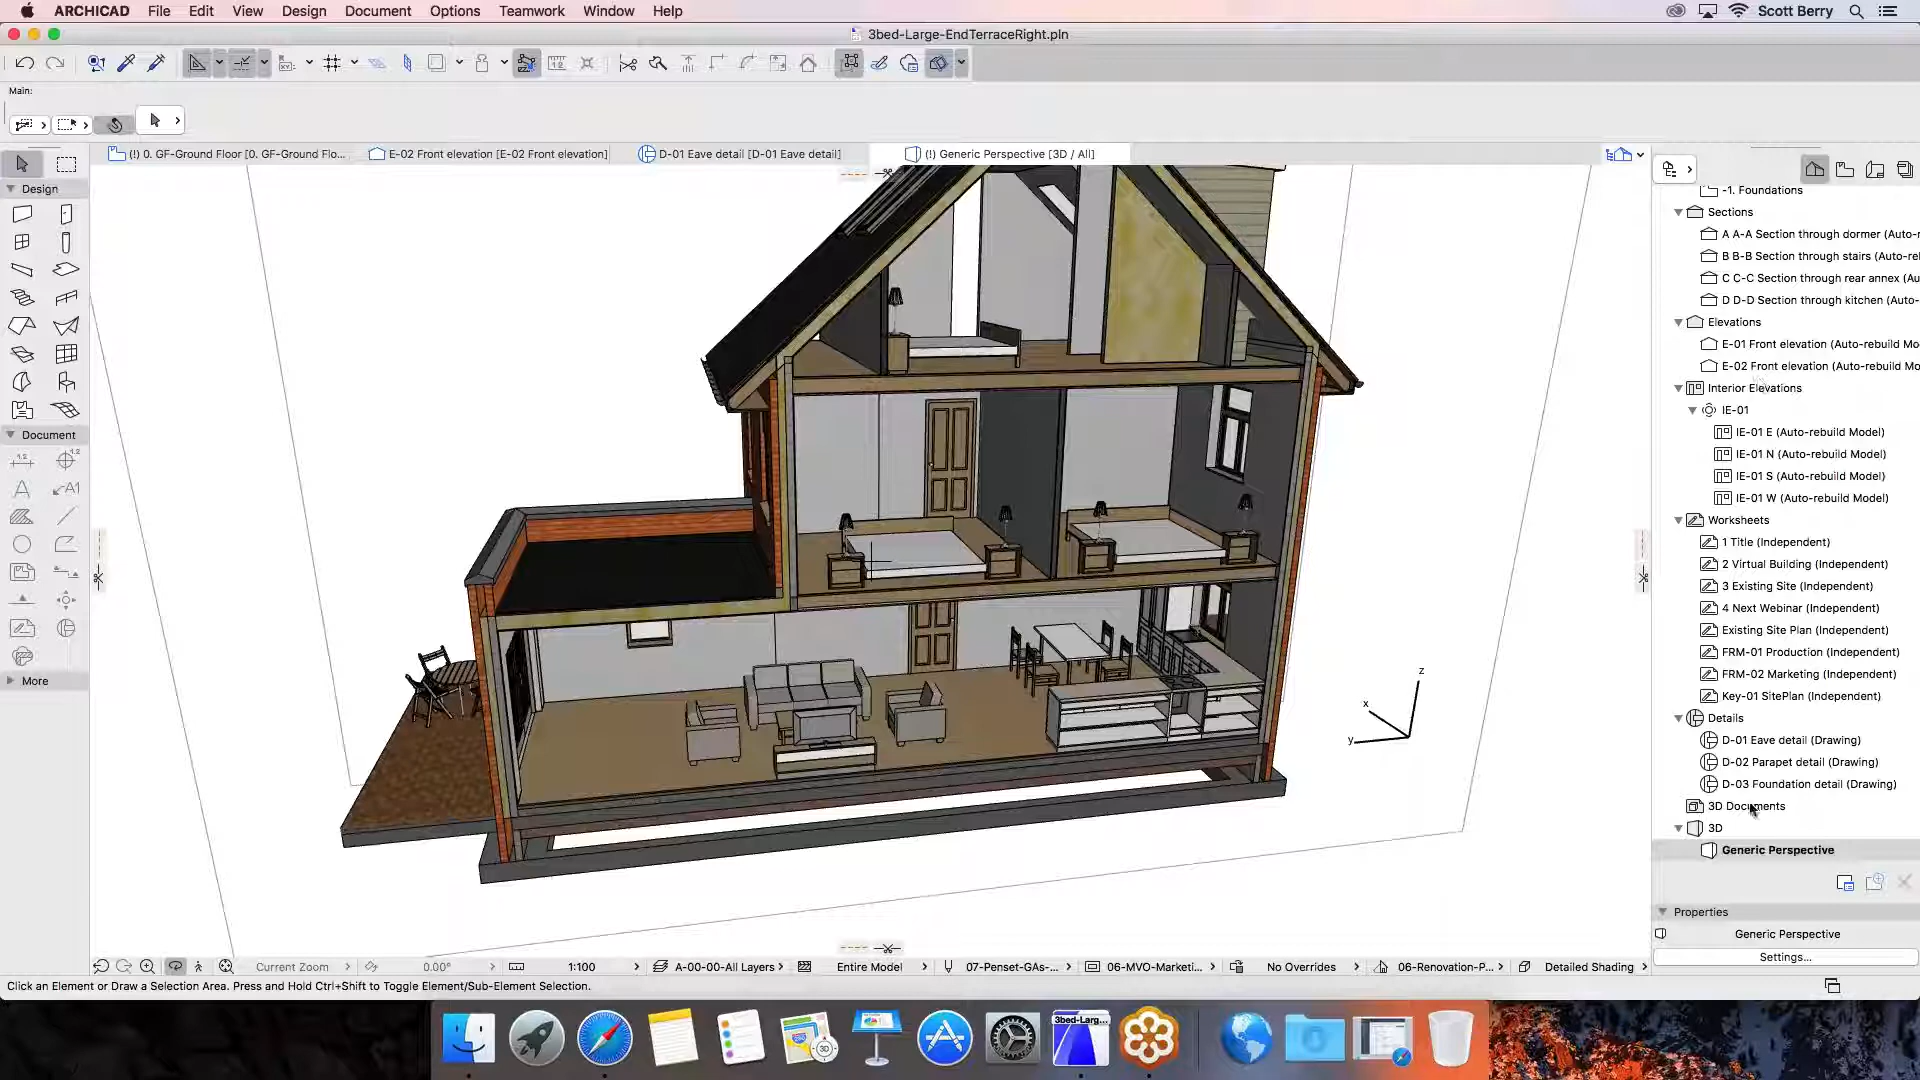 ARCHICAD File Edit View Design Document Options Teamwork Window Help Scott Berry
3bed-Large-EndTerraceRight.pln
Main:
(!) 0. GF-Ground Floor [0. GF-Ground Flo...
E-02 Front elevation [E-02 Front elevation]
D-01 Eave detail [D-01 Eave detail]
(!) Generic Perspective [3D / All]
Design
Document
More
-1. Foundations
Sections
A A-A Section through dormer (Auto-r
B B-B Section through stairs (Auto-re
C C-C Section through rear annex (Au
D D-D Section through kitchen (Auto-
Elevations
E-01 Front elevation (Auto-rebuild Mo
E-02 Front elevation (Auto-rebuild Mo
Interior Elevations
IE-01
IE-01 E (Auto-rebuild Model)
IE-01 N (Auto-rebuild Model)
IE-01 S (Auto-rebuild Model)
IE-01 W (Auto-rebuild Model)
Worksheets
1 Title (Independent)
2 Virtual Building (Independent)
3 Existing Site (Independent)
4 Next Webinar (Independent)
Existing Site Plan (Independent)
FRM-01 Production (Independent)
FRM-02 Marketing (Independent)
Key-01 SitePlan (Independent)
Details
D-01 Eave detail (Drawing)
D-02 Parapet detail (Drawing)
D-03 Foundation detail (Drawing)
3D Documents
3D
Generic Perspective
Properties
Generic Perspective
Settings...
z
x
y
Current Zoom 0.00° 1:100 A-00-00-All Layers Entire Model 07-Penset-GAs-... 06-MVO-Marketi... No Overrides 06-Renovation-P... Detailed Shading
Click an Element or Draw a Selection Area. Press and Hold Ctrl+Shift to Toggle Element/Sub-Element Selection.
3bed-Larg...